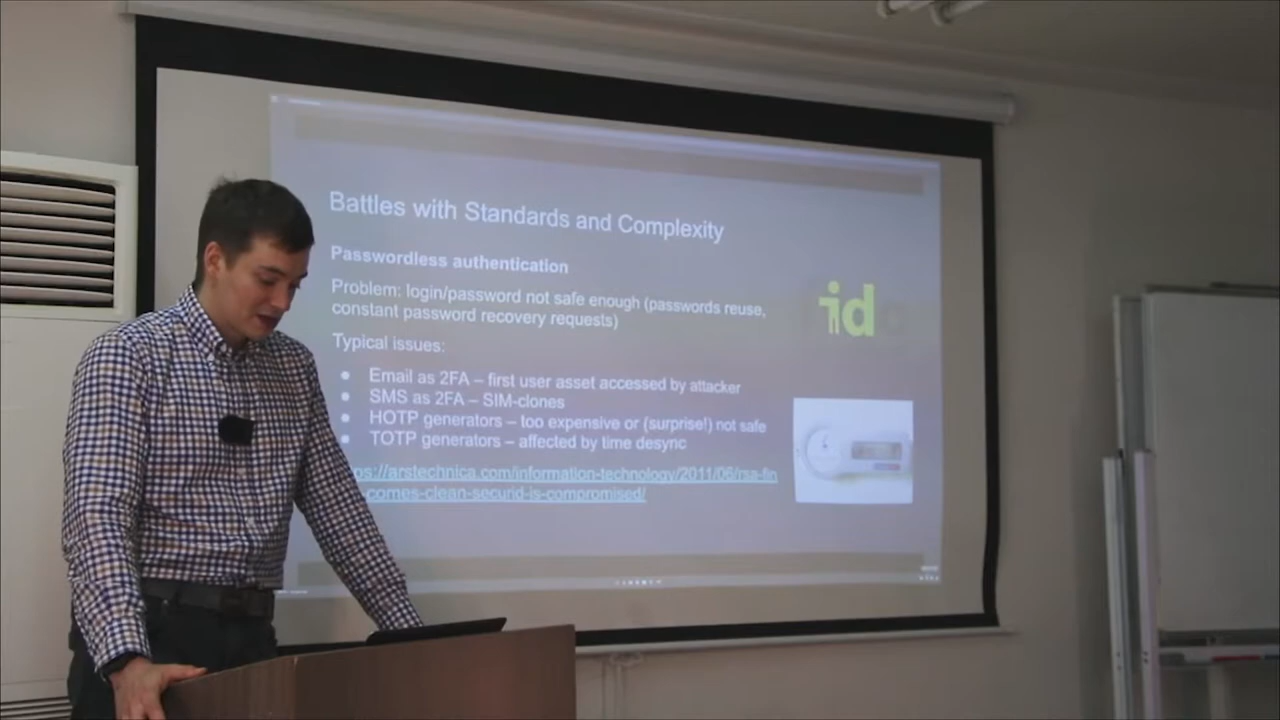 Battles with Standards and Complexity
Passwordless authentication
Problem: login/password not safe enough (passwords reuse,
constant password recovery requests)
Typical issues:
Email as 2FA – first user asset accessed by attacker
SMS as 2FA – SIM-clones
HOTP generators – too expensive or (surprise!) not safe
TOTP generators – affected by time desync
ps://arstechnica.com/information-technology/2011/06/rsa-fin
comes-clean-securid-is-compromised/
id